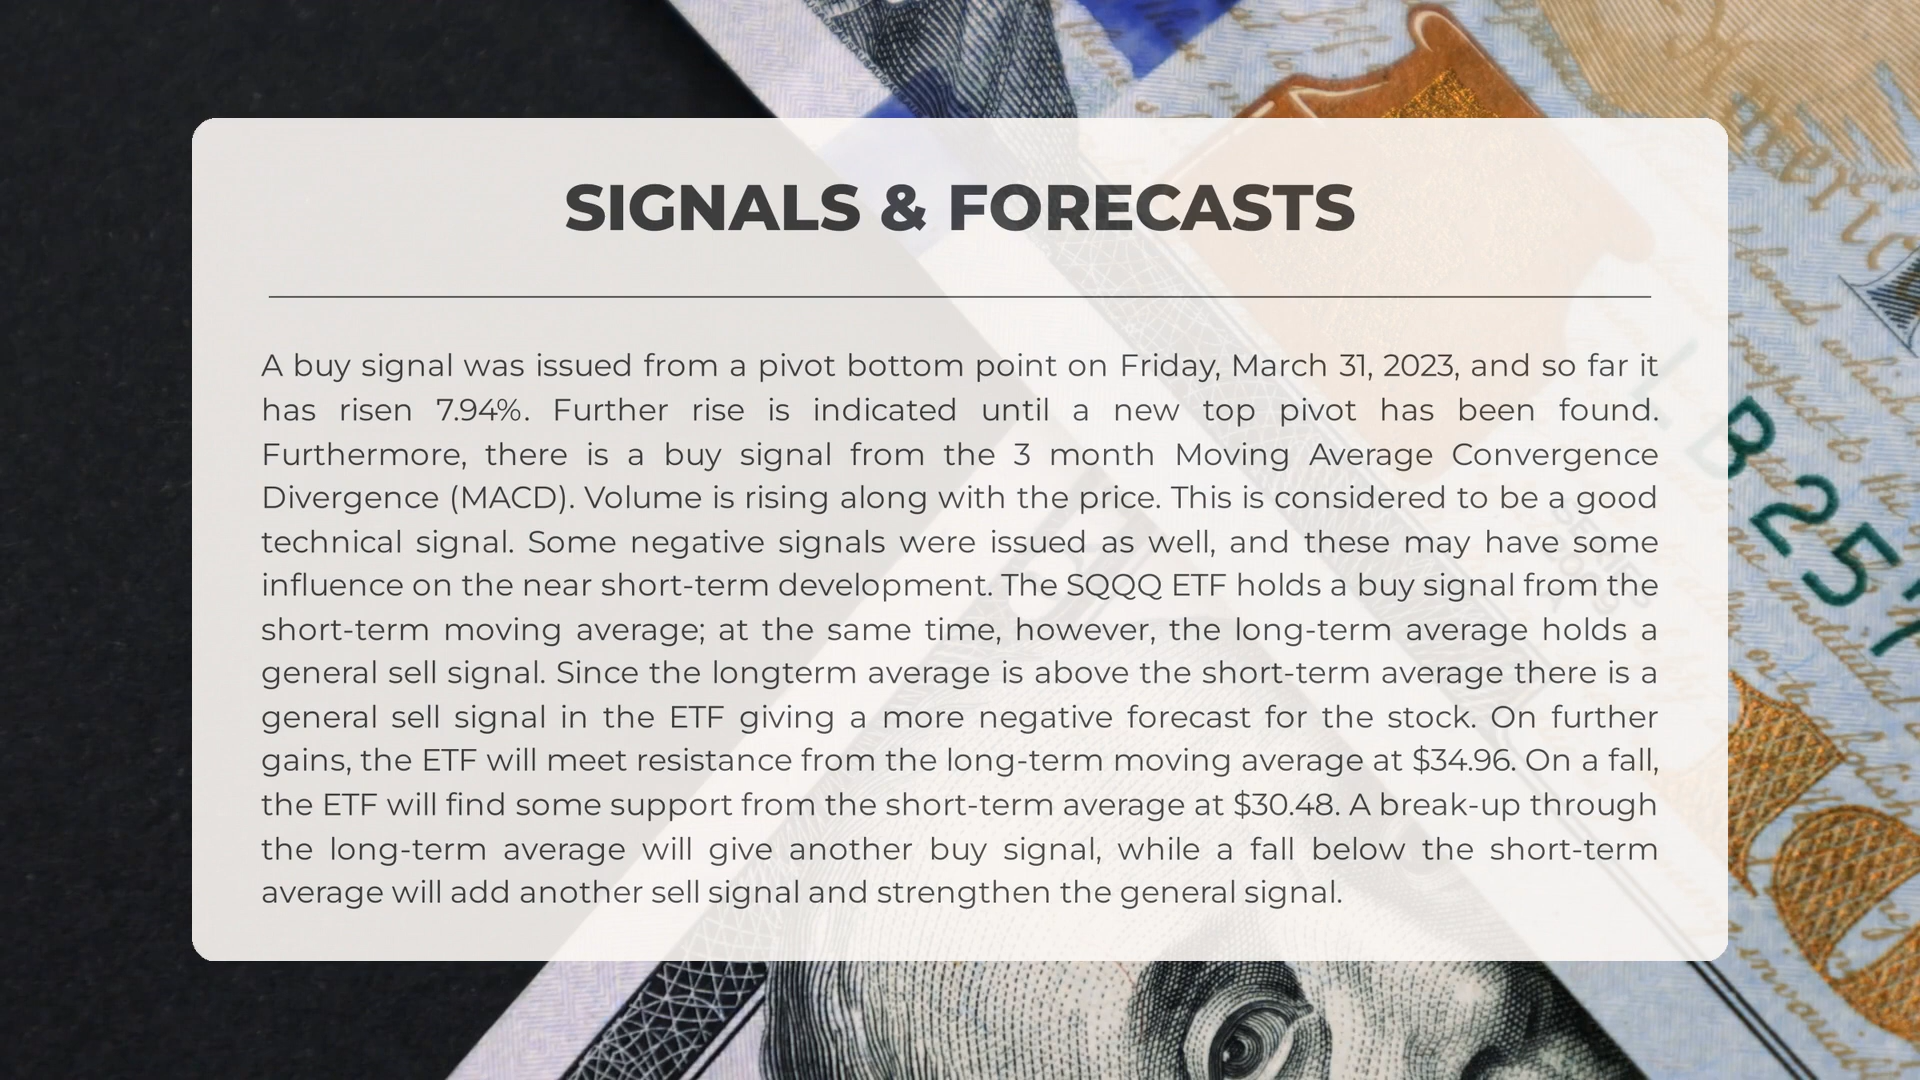 SIGNALS & FORECASTS
A buy signal was issued from a pivot bottom point on Friday, March 31, 2023, and so far it
has risen 7.94%. Further rise is indicated until a new top pivot has been found.
Furthermore, there is a buy signal from the 3 month Moving Average Convergence
Divergence (MACD). Volume is rising along with the price. This is considered to be a good
technical signal. Some negative signals were issued as well, and these may have some
influence on the near short-term development. The SQQQ ETF holds a buy signal from the
short-term moving average; at the same time, however, the long-term average holds a
general sell signal. Since the longterm average is above the short-term average there is a
general sell signal in the ETF giving a more negative forecast for the stock. On further
gains, the ETF will meet resistance from the long-term moving average at $34.96. On a fall,
the ETF will find some support from the short-term average at $30.48. A break-up through
the long-term average will give another buy signal, while a fall below the short-term
average will add another sell signal and strengthen the general signal.